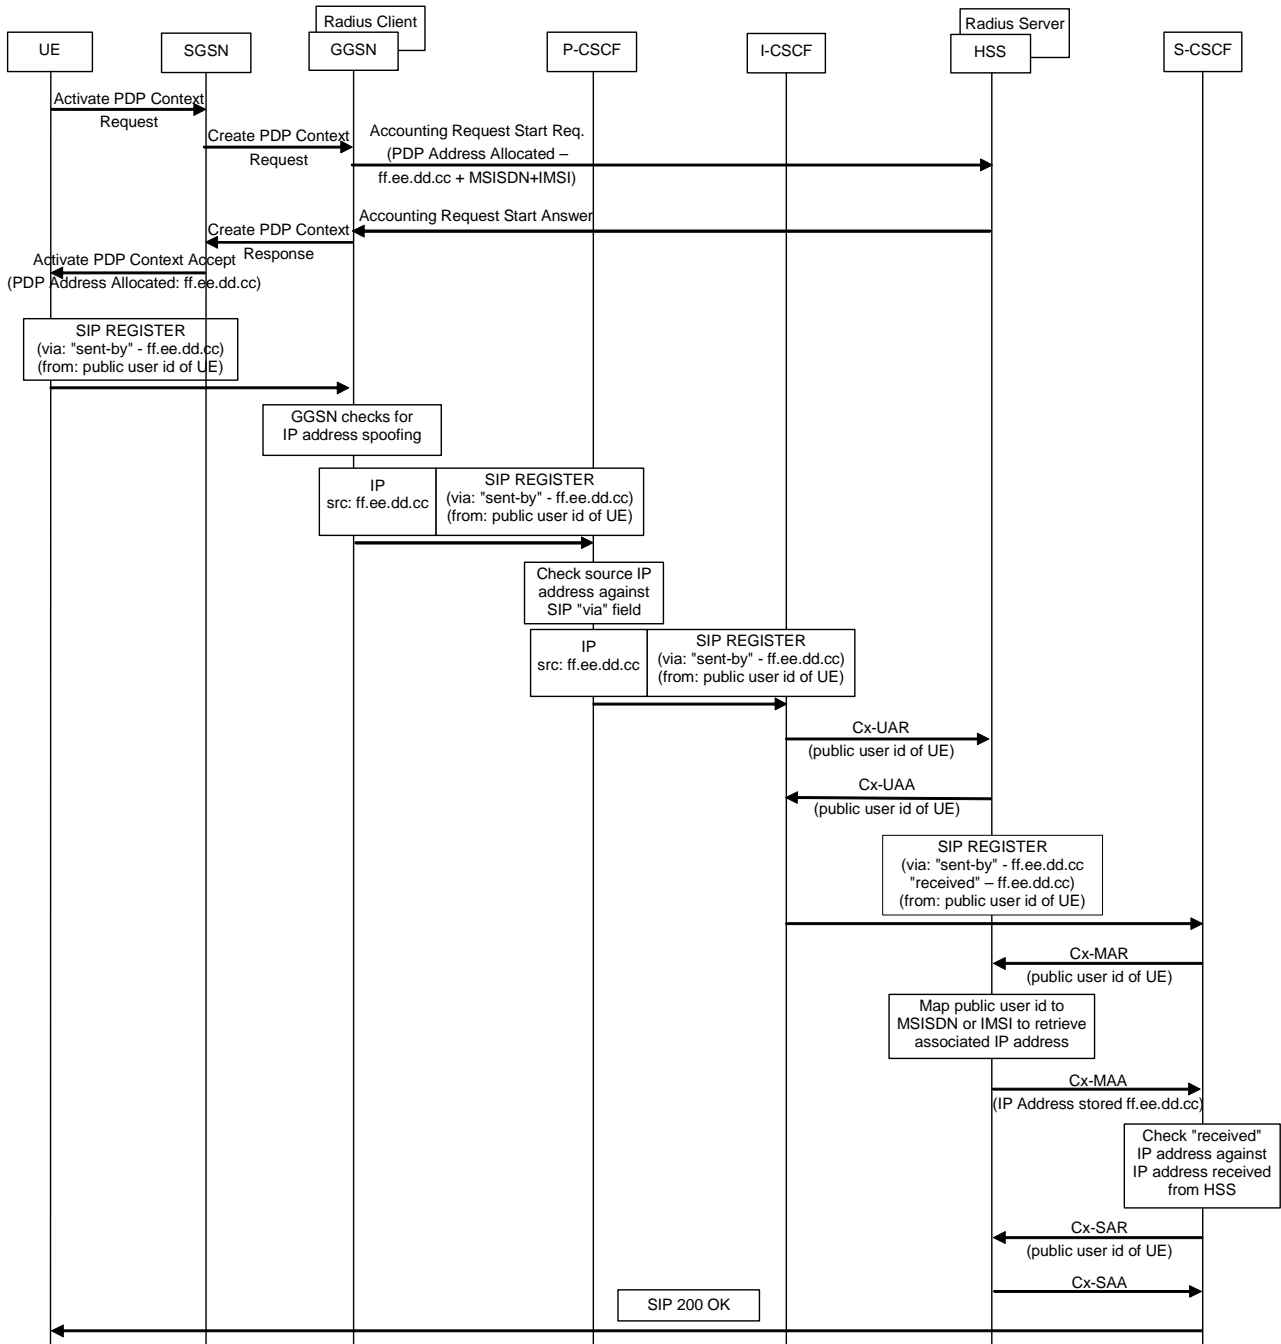 Radius Client
Radius Server
UE
SGSN
GGSN
P-CSCF
I-CSCF
HSS
S-CSCF
Activate PDP Context
Request
Create PDP Context
Request
Accounting Request Start Req.
(PDP Address Allocated –
ff.ee.dd.cc + MSISDN+IMSI)
Accounting Request Start Answer
Create PDP Context
Response
Activate PDP Context Accept
(PDP Address Allocated: ff.ee.dd.cc)
SIP REGISTER
(via: "sent-by" - ff.ee.dd.cc)
(from: public user id of UE)
GGSN checks for
IP address spoofing
IP
src: ff.ee.dd.cc
SIP REGISTER
(via: "sent-by" - ff.ee.dd.cc)
(from: public user id of UE)
Check source IP
address against
SIP "via" field
IP
src: ff.ee.dd.cc
SIP REGISTER
(via: "sent-by" - ff.ee.dd.cc)
(from: public user id of UE)
Cx-UAR
(public user id of UE)
Cx-UAA
(public user id of UE)
SIP REGISTER
(via: "sent-by" - ff.ee.dd.cc
"received" – ff.ee.dd.cc)
(from: public user id of UE)
Cx-MAR
(public user id of UE)
Map public user id to
MSISDN or IMSI to retrieve
associated IP address
Cx-MAA
(IP Address stored ff.ee.dd.cc)
Check "received"
IP address against
IP address received
from HSS
Cx-SAR
(public user id of UE)
Cx-SAA
SIP 200 OK